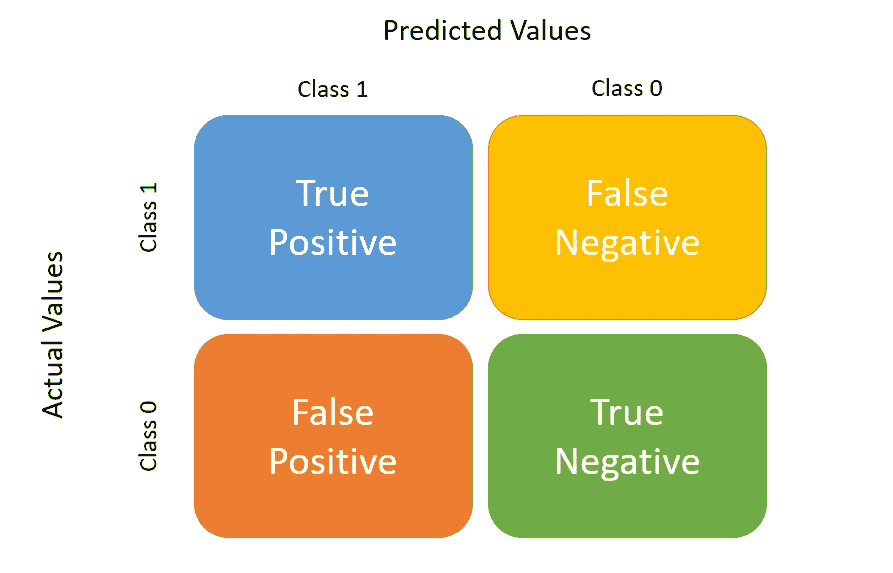 Predicted Values
Class 1
Class 0
Actual Values
Class 1
True
Positive
False
Negative
Class 0
False
Positive
True
Negative